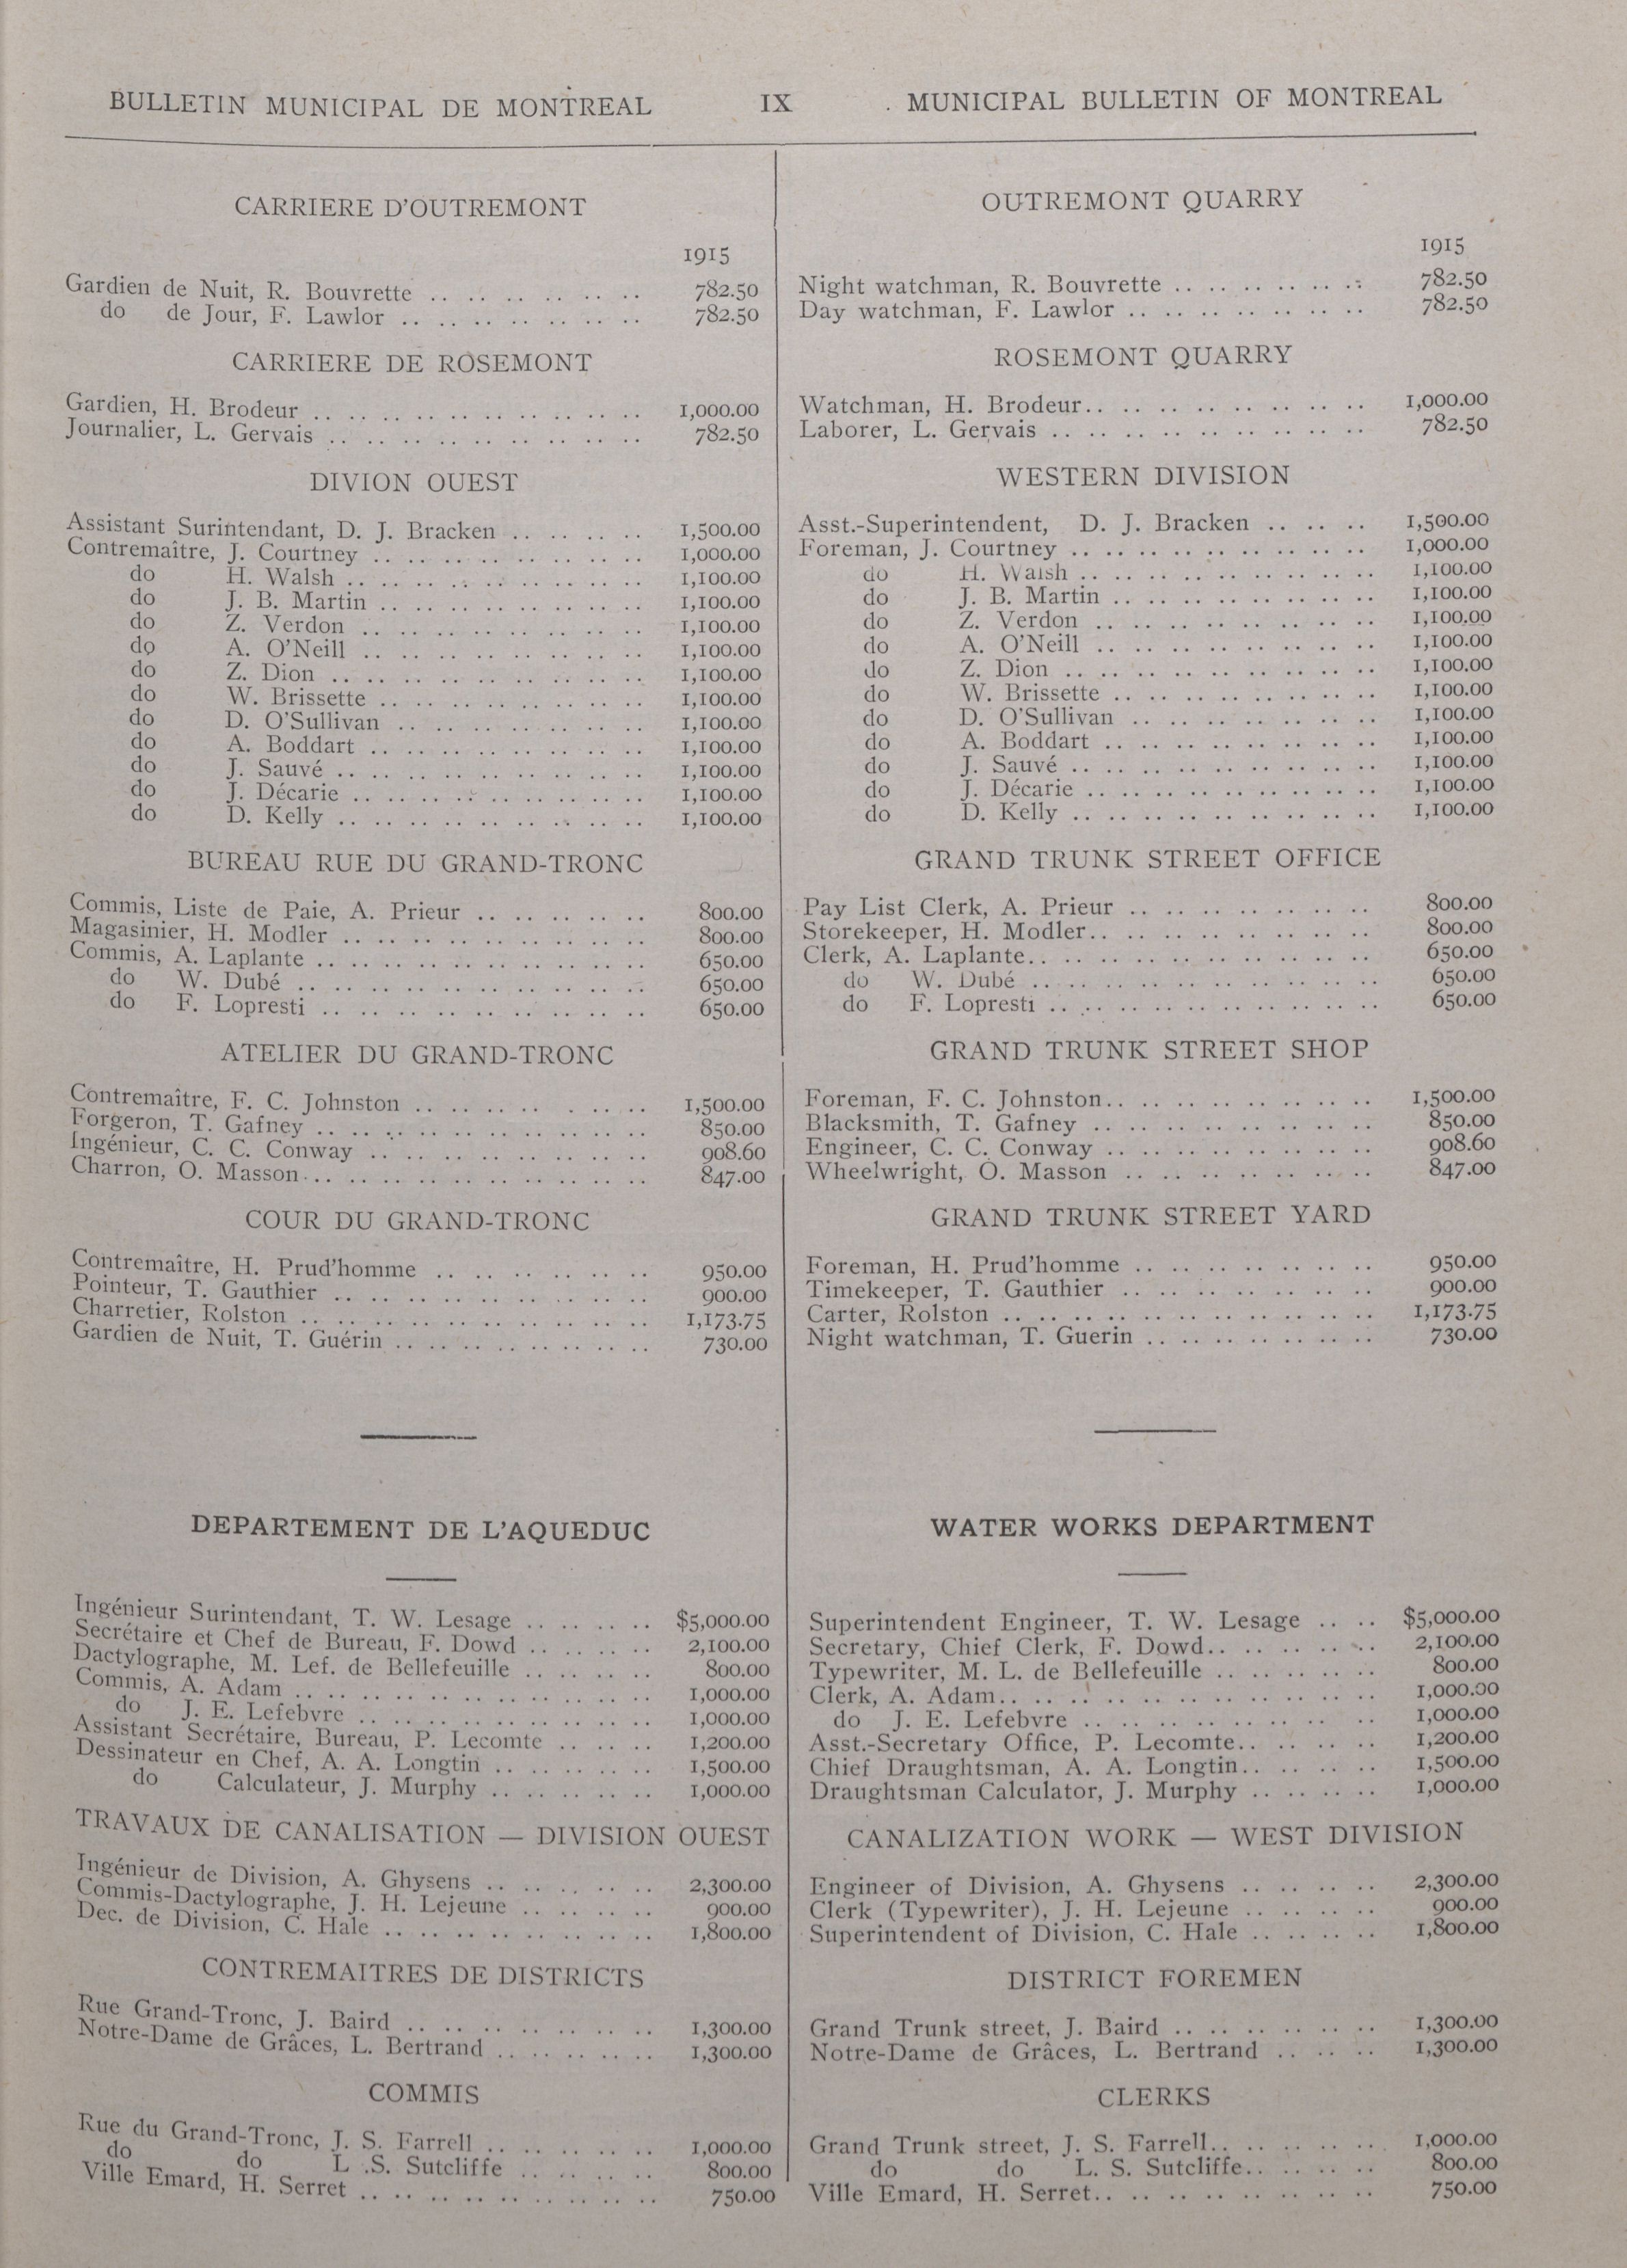 BULLETIN MUNICIPAL DE MONTREAL IX MUNICIPAL BULLETIN OF MONTREAL
CARRIERE D'OUTREMONT
1915
Gardien de Nuit, R. Bouvrette .. .. .. .. .. .. 782.50
do de Jour, F. Lawlor .. .. .. .. .. .. .. 782.50
CARRIERE DE ROSEMONT
Gardien, H. Brodeur .. .. .. .. .. .. .. .. .. .. 1,000.00
Journalier, L. Gervais .. .. .. .. .. .. .. .. .. 782.50
DIVION OUEST
Assistant Surintendant, D. J. Bracken .. .. .. .. 1,500.00
Contremaître, J. Courtney .. .. .. .. .. .. .. .. 1,000.00
do H. Walsh .. .. .. .. .. .. .. .. .. 1,100.00
do J. B. Martin .. .. .. .. .. .. .. .. 1,100.00
do Z. Verdon .. .. .. .. .. .. .. .. 1,100.00
do A. O'Neill .. .. .. .. .. .. .. .. 1,100.00
do Z. Dion .. .. .. .. .. .. .. .. .. 1,100.00
do W. Brissette .. .. .. .. .. .. .. .. 1,100.00
do D. O'Sullivan .. .. .. .. .. .. .. 1,100.00
do A. Boddart .. .. .. .. .. .. .. .. 1,100.00
do J. Sauvé .. .. .. .. .. .. .. .. .. 1,100.00
do J. Décarie .. .. .. .. .. .. .. .. 1,100.00
do D. Kelly .. .. .. .. .. .. .. .. .. 1,100.00
BUREAU RUE DU GRAND-TRONC
Commis, Liste de Paie, A. Prieur .. .. .. .. .. 800.00
Magasinier, H. Modler .. .. .. .. .. .. .. .. .. 800.00
Commis, A. Laplante .. .. .. .. .. .. .. .. .. .. 650.00
do W. Dubé .. .. .. .. .. .. .. .. .. .. 650.00
do F. Lopresti .. .. .. .. .. .. .. .. .. 650.00
ATELIER DU GRAND-TRONC
Contremaître, F. C. Johnston .. .. .. .. .. .. 1,500.00
Forgeron, T. Gafney .. .. .. .. .. .. .. .. .. .. 850.00
Ingénieur, C. C. Conway .. .. .. .. .. .. .. .. 908.60
Charron, O. Masson.. .. .. .. .. .. .. .. .. .. 847.00
COUR DU GRAND-TRONC
Contremaître, H. Prud'homme .. .. .. .. .. .. 950.00
Pointeur, T. Gauthier .. .. .. .. .. .. .. .. .. 900.00
Charretier, Rolston .. .. .. .. .. .. .. .. .. .. 1,173.75
Gardien de Nuit, T. Guérin .. .. .. .. .. .. .. 730.00
DEPARTEMENT DE L'AQUEDUC
Ingénieur Surintendant, T. W. Lesage .. .. .. .. $5,000.00
Secrétaire et Chef de Bureau, F. Dowd .. .. .. .. 2,100.00
Dactylographe, M. Lef. de Bellefeuille .. .. .. .. 800.00
Commis, A. Adam .. .. .. .. .. .. .. .. .. .. 1,000.00
do J. E. Lefebvre .. .. .. .. .. .. .. .. 1,000.00
Assistant Secrétaire, Bureau, P. Lecomte .. .. .. 1,200.00
Dessinateur en Chef, A. A. Longtin .. .. .. .. .. 1,500.00
do Calculateur, J. Murphy .. .. .. .. .. 1,000.00
TRAVAUX DE CANALISATION — DIVISION OUEST
Ingénieur de Division, A. Ghysens .. .. .. .. .. 2,300.00
Commis-Dactylographe, J. H. Lejeune .. .. .. .. 900.00
Dec. de Division, C. Hale .. .. .. .. .. .. .. .. 1,800.00
CONTREMAITRES DE DISTRICTS
Rue Grand-Tronc, J. Baird .. .. .. .. .. .. .. 1,300.00
Notre-Dame de Grâces, L. Bertrand .. .. .. .. .. 1,300.00
COMMIS
Rue du Grand-Tronc, J. S. Farrell .. .. .. .. .. 1,000.00
do do L .S. Sutcliffe .. .. .. .. 800.00
Ville Emard, H. Serret .. .. .. .. .. .. .. .. .. 750.00
OUTREMONT QUARRY
1915
Night watchman, R. Bouvrette .. .. .. .. .. .. 782.50
Day watchman, F. Lawlor .. .. .. .. .. .. .. 782.50
ROSEMONT QUARRY
Watchman, H. Brodeur.. .. .. .. .. .. .. .. 1,000.00
Laborer, L. Gervais .. .. .. .. .. .. .. .. .. 782.50
WESTERN DIVISION
Asst.-Superintendent, D. J. Bracken .. .. .. 1,500.00
Foreman, J. Courtney .. .. .. .. .. .. .. .. .. 1,000.00
do H. Walsh .. .. .. .. .. .. .. .. .. 1,100.00
do J. B. Martin .. .. .. .. .. .. .. .. 1,100.00
do Z. Verdon .. .. .. .. .. .. .. .. 1,100.00
do A. O'Neill .. .. .. .. .. .. .. .. 1,100.00
do Z. Dion .. .. .. .. .. .. .. .. .. 1,100.00
do W. Brissette .. .. .. .. .. .. .. .. 1,100.00
do D. O'Sullivan .. .. .. .. .. .. .. 1,100.00
do A. Boddart .. .. .. .. .. .. .. .. 1,100.00
do J. Sauvé .. .. .. .. .. .. .. .. .. 1,100.00
do J. Décarie .. .. .. .. .. .. .. .. .. 1,100.00
do D. Kelly .. .. .. .. .. .. .. .. .. 1,100.00
GRAND TRUNK STREET OFFICE
Pay List Clerk, A. Prieur .. .. .. .. .. .. .. 800.00
Storekeeper, H. Modler.. .. .. .. .. .. .. .. 800.00
Clerk, A. Laplante.. .. .. .. .. .. .. .. .. .. 650.00
do W. Dubé .. .. .. .. .. .. .. .. .. .. 650.00
do F. Lopresti .. .. .. .. .. .. .. .. .. 650.00
GRAND TRUNK STREET SHOP
Foreman, F. C. Johnston.. .. .. .. .. .. .. .. 1,500.00
Blacksmith, T. Gafney .. .. .. .. .. .. .. .. 850.00
Engineer, C. C. Conway .. .. .. .. .. .. .. .. 908.60
Wheelwright, O. Masson .. .. .. .. .. .. .. 847.00
GRAND TRUNK STREET YARD
Foreman, H. Prud'homme .. .. .. .. .. .. .. 950.00
Timekeeper, T. Gauthier .. .. .. .. .. .. .. 900.00
Carter, Rolston .. .. .. .. .. .. .. .. .. .. .. 1,173.75
Night watchman, T. Guerin .. .. .. .. .. .. .. 730.00
WATER WORKS DEPARTMENT
Superintendent Engineer, T. W. Lesage .. .. $5,000.00
Secretary, Chief Clerk, F. Dowd.. .. .. .. .. 2,100.00
Typewriter, M. L. de Bellefeuille .. .. .. .. .. 800.00
Clerk, A. Adam.. .. .. .. .. .. .. .. .. .. .. 1,000.00
do J. E. Lefebvre .. .. .. .. .. .. .. .. 1,000.00
Asst.-Secretary Office, P. Lecomte.. .. .. .. 1,200.00
Chief Draughtsman, A. A. Longtin.. .. .. .. 1,500.00
Draughtsman Calculator, J. Murphy .. .. .. .. 1,000.00
CANALIZATION WORK — WEST DIVISION
Engineer of Division, A. Ghysens .. .. .. .. 2,300.00
Clerk (Typewriter), J. H. Lejeune .. .. .. .. 900.00
Superintendent of Division, C. Hale .. .. .. .. 1,800.00
DISTRICT FOREMEN
Grand Trunk street, J. Baird .. .. .. .. .. .. 1,300.00
Notre-Dame de Grâces, L. Bertrand .. .. .. 1,300.00
CLERKS
Grand Trunk street, J. S. Farrell.. .. .. .. .. 1,000.00
do do L. S. Sutcliffe.. .. .. .. 800.00
Ville Emard, H. Serret.. .. .. .. .. .. .. .. 750.00